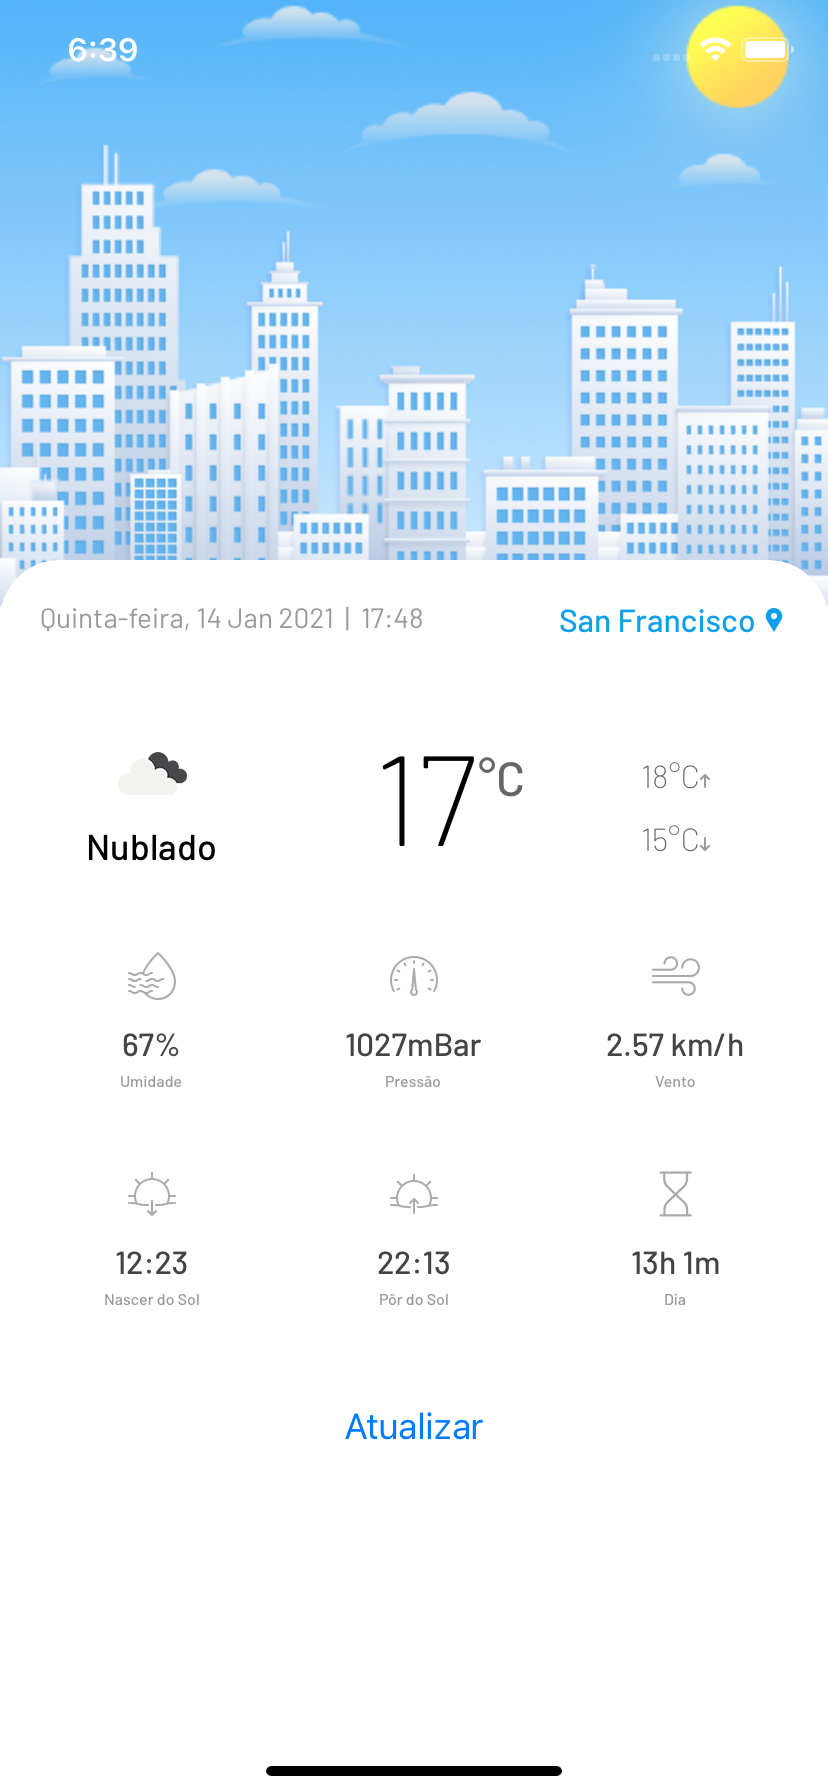 6:39
Quinta-feira, 14 Jan 2021 | 17:48
San Francisco
Nublado
17°C
18°C↑
15°C↓
67%
Umidade
1027mBar
Pressão
2.57 km/h
Vento
12:23
Nascer do Sol
22:13
Pôr do Sol
13h 1m
Dia
Atualizar